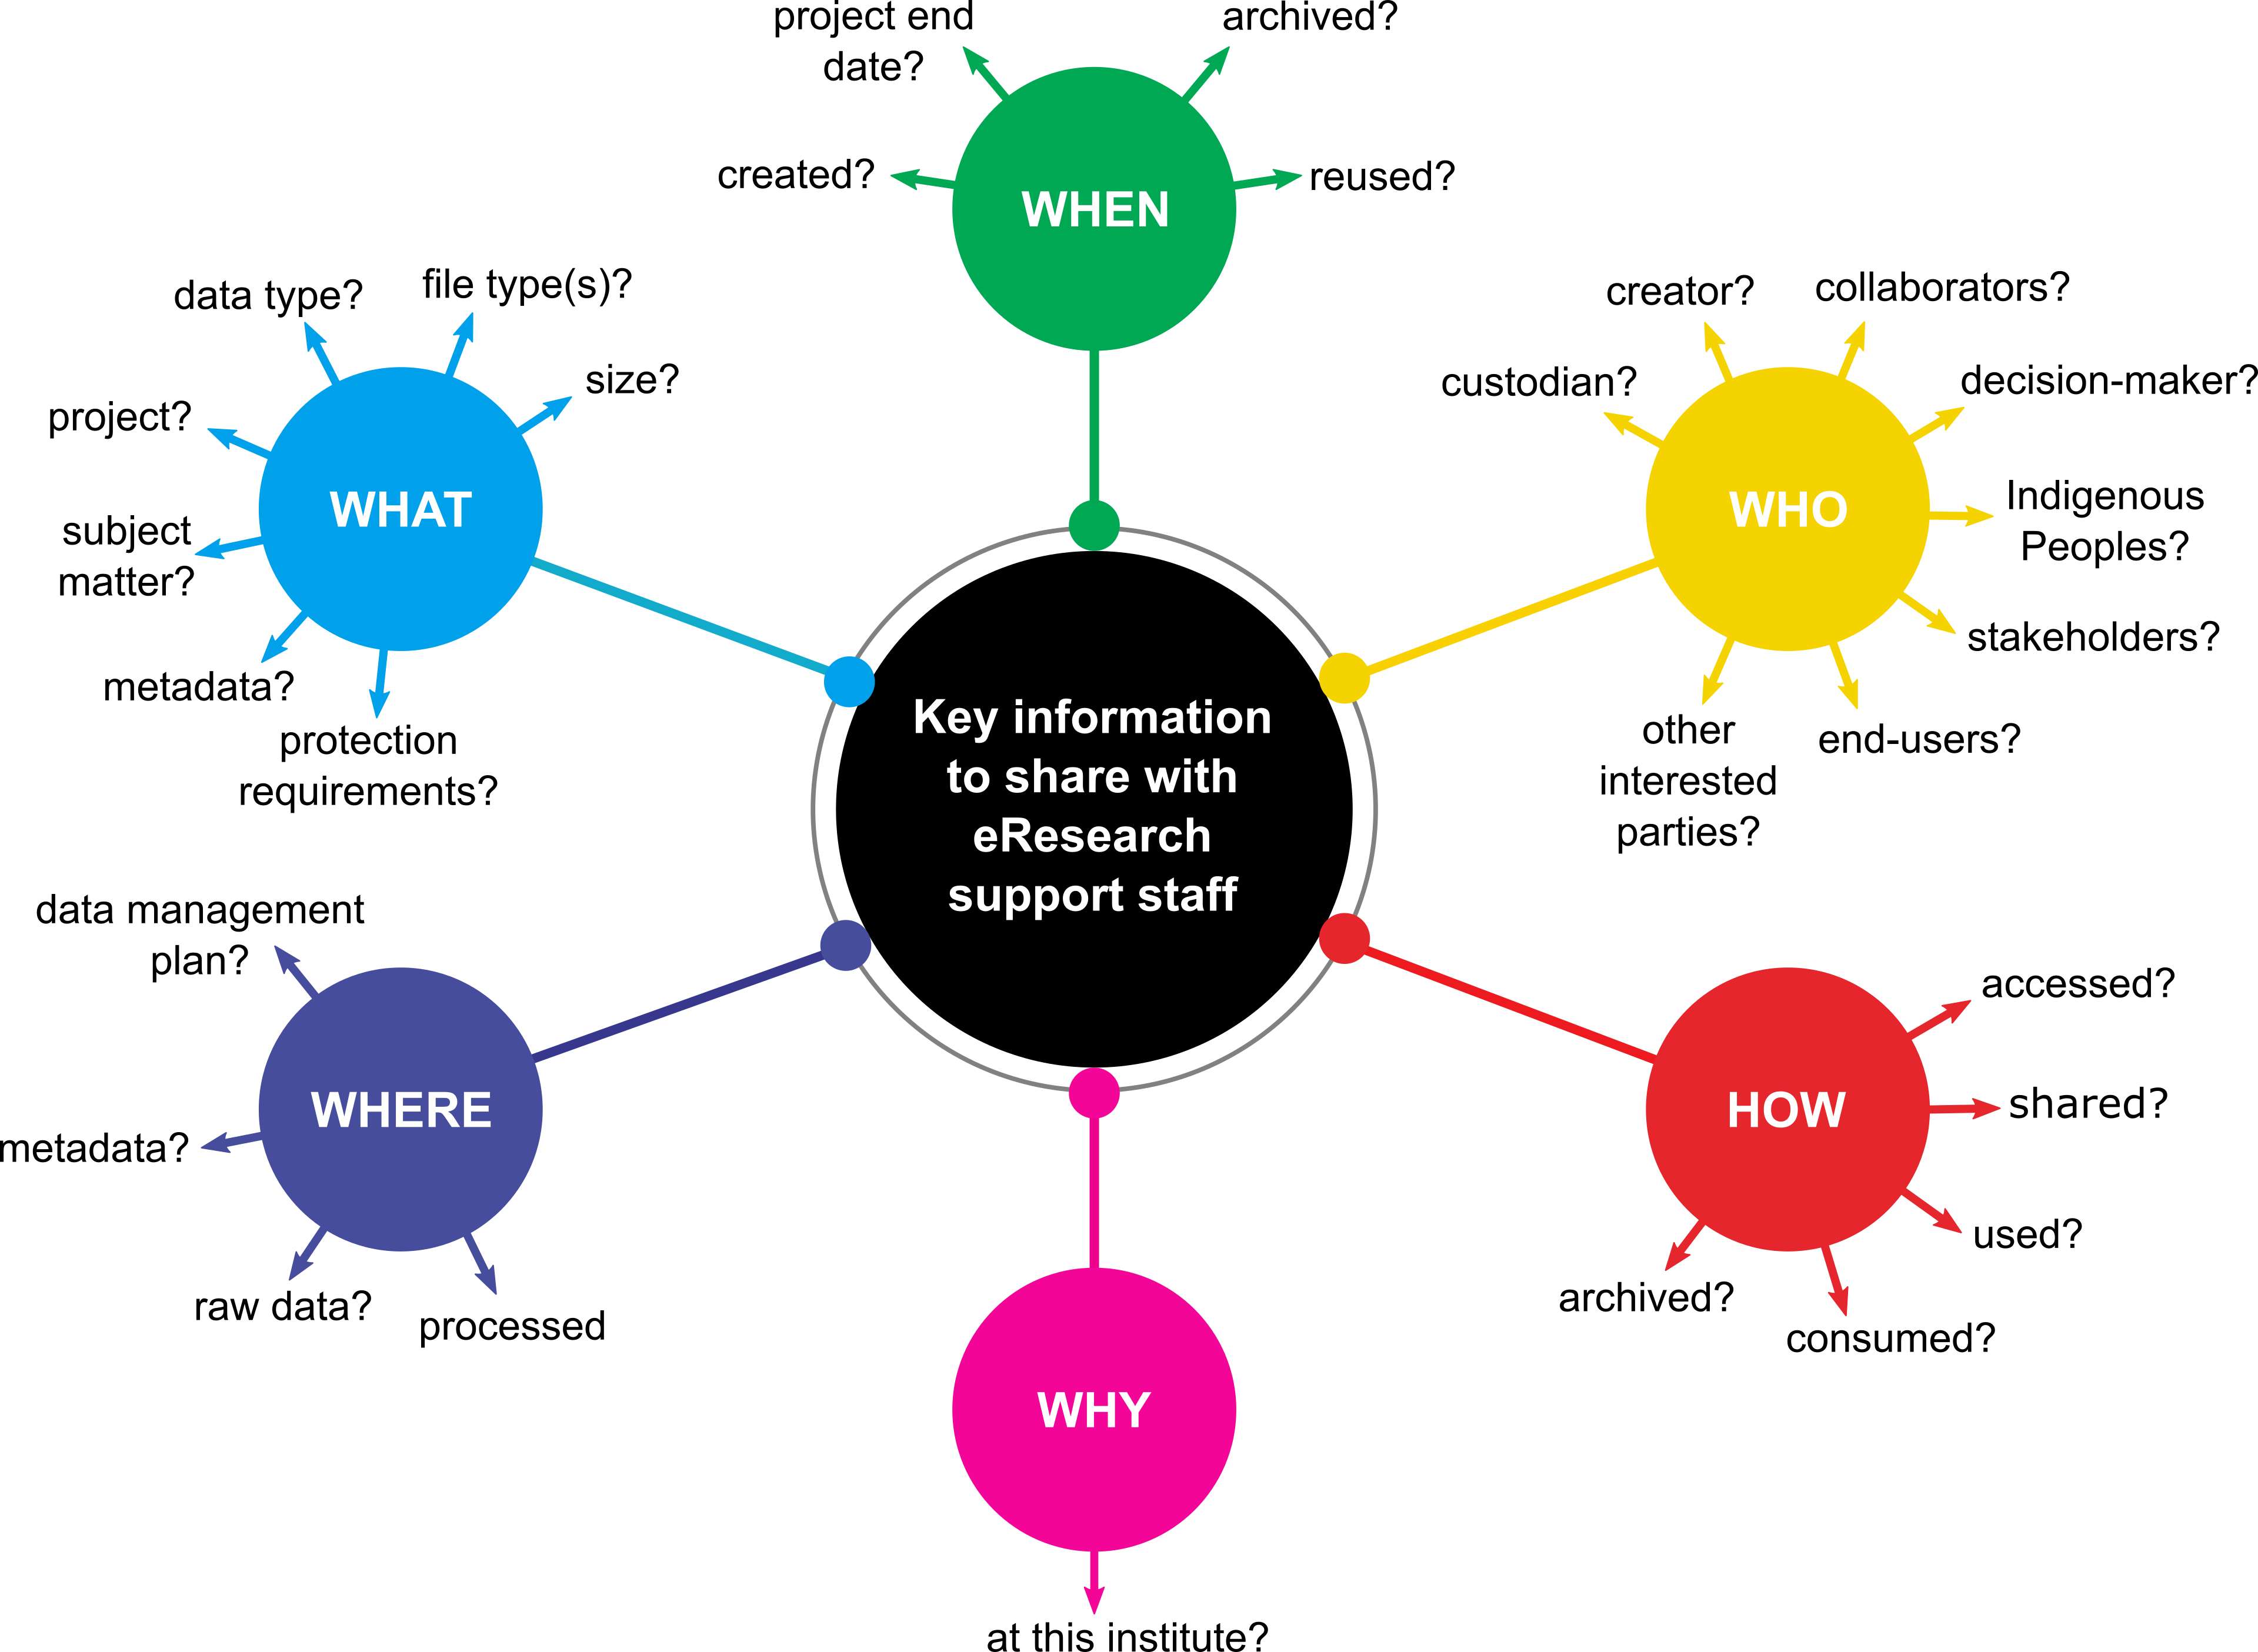 project end
date?
archived?
created?
reused?
WHEN
data type?
file type(s)?
size?
project?
subject
matter?
metadata?
protection
requirements?
WHAT
creator?
collaborators?
custodian?
decision-maker?
Indigenous
Peoples?
stakeholders?
end-users?
other
interested
parties?
WHO
Key information
to share with
eResearch
support staff
data management
plan?
metadata?
raw data?
processed
WHERE
accessed?
shared?
used?
consumed?
archived?
HOW
WHY
at this institute?